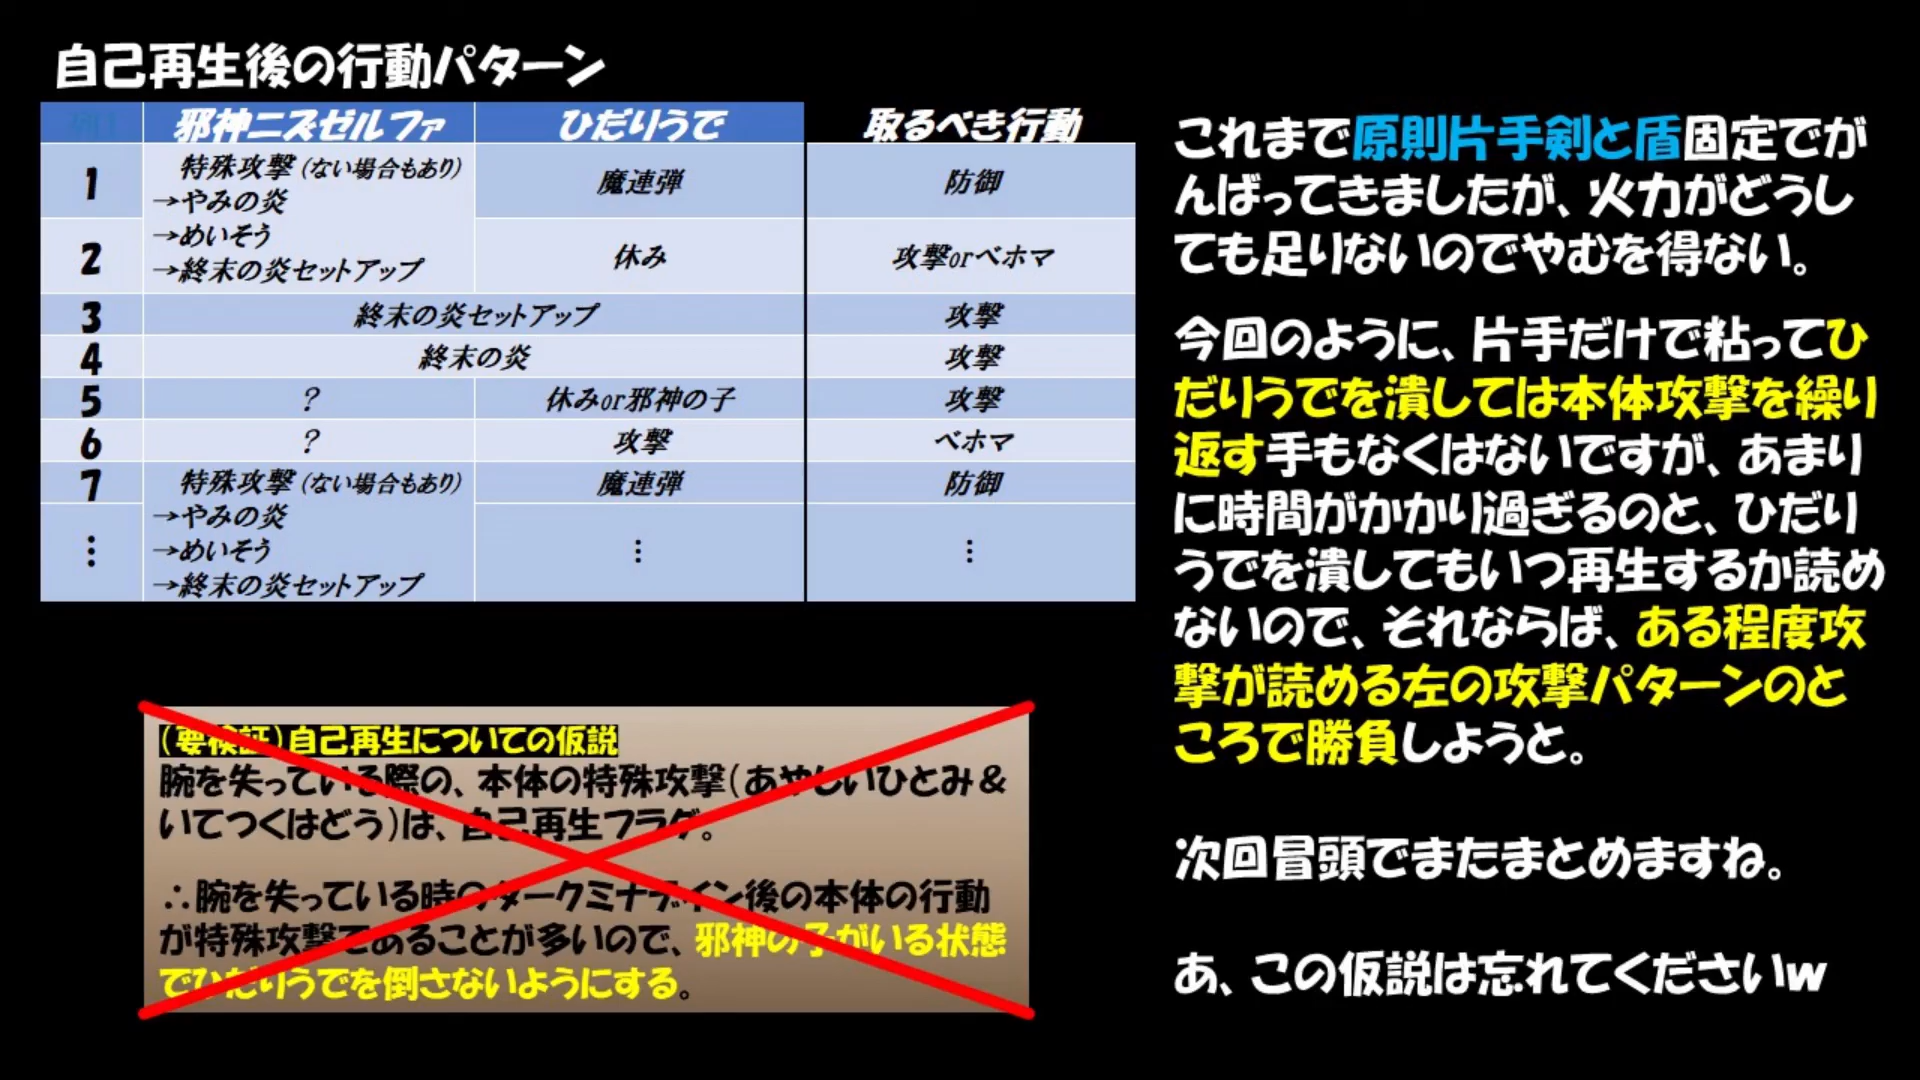 自己再生後の行動パターン
列1 邪神ニズゼルファ ひだりうで 取るべき行動
1 特殊攻撃(ない場合もあり) 魔連弾 防御
→やみの炎
→めいそう
2 →終末の炎セットアップ 休み 攻撃orベホマ
3 終末の炎セットアップ 攻撃
4 終末の炎 攻撃
5 ? 休みor邪神の子 攻撃
6 ? 攻撃 ベホマ
7 特殊攻撃(ない場合もあり) 魔連弾 防御
→やみの炎
⋮ →めいそう ⋮ ⋮
→終末の炎セットアップ
(要検証)自己再生についての仮説
腕を失っている際の、本体の特殊攻撃(あやしいひとみ&
いてつくはどう)は、自己再生フラグ。
∴腕を失っている時のダークミナデイン後の本体の行動
が特殊攻撃であることが多いので、邪神の子がいる状態
でひだりうでを倒さないようにする。
これまで原則片手剣と盾固定でが
んばってきましたが、火力がどうし
ても足りないのでやむを得ない。
今回のように、片手だけで粘ってひ
だりうでを潰しては本体攻撃を繰り
返す手もなくはないですが、あまり
に時間がかかり過ぎるのと、ひだり
うでを潰してもいつ再生するか読め
ないので、それならば、ある程度攻
撃が読める左の攻撃パターンのと
ころで勝負しようと。
次回冒頭でまたまとめますね。
あ、この仮説は忘れてくださいw